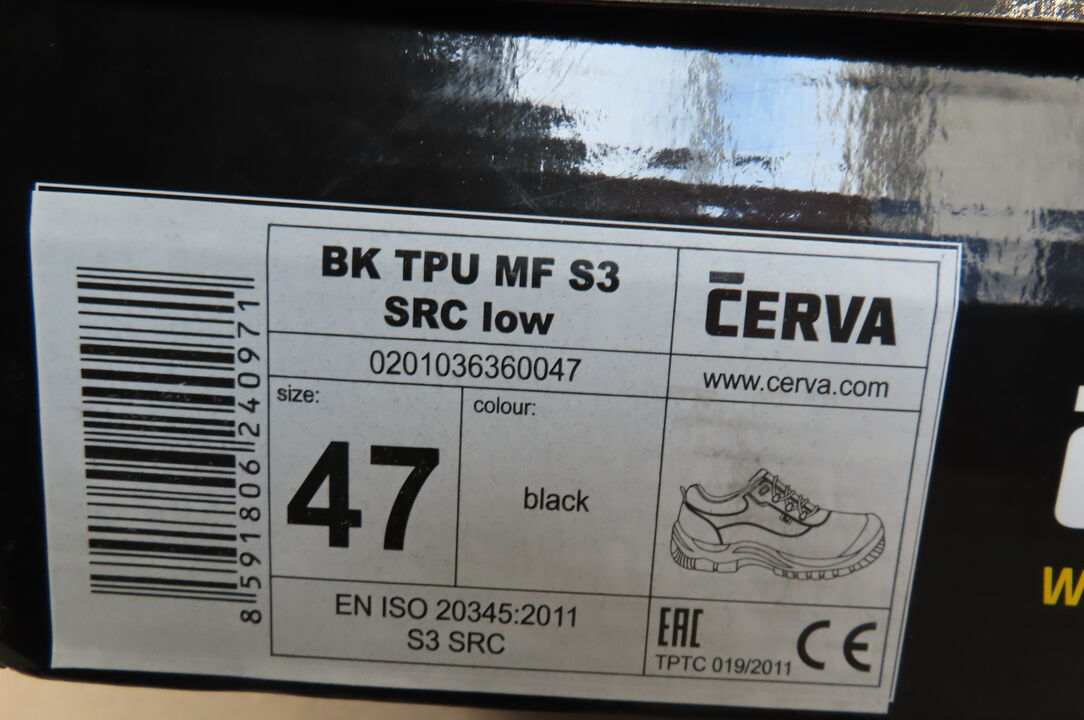 BK TPU MF S3
SRC low
ČERVA
0201036360047
www.cerva.com
size:
47
colour:
black
EN ISO 20345:2011
S3 SRC
EAC
TPTC 019/2011
CE
8591806240971
W